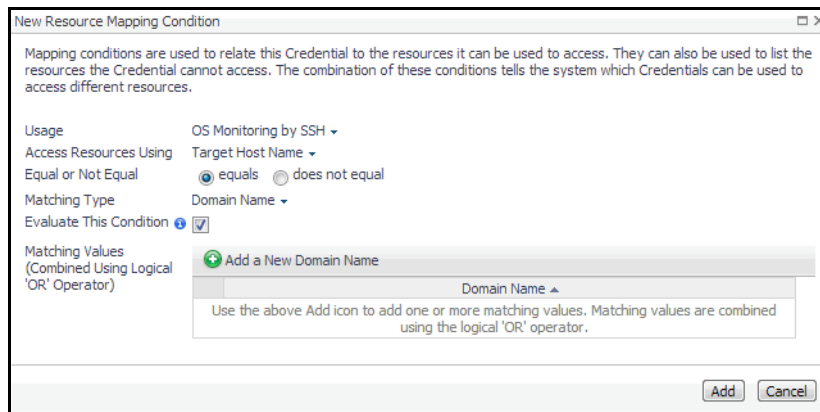 New Resource Mapping Condition
Mapping conditions are used to relate this Credential to the resources it can be used to access. They can also be used to list the
resources the Credential cannot access. The combination of these conditions tells the system which Credentials can be used to
access different resources.
Usage OS Monitoring by SSH
Access Resources Using Target Host Name
Equal or Not Equal equals does not equal
Matching Type Domain Name
Evaluate This Condition
Matching Values
(Combined Using Logical
'OR' Operator)
Add a New Domain Name
Domain Name
Use the above Add icon to add one or more matching values. Matching values are combined
using the logical 'OR' operator.
Add Cancel